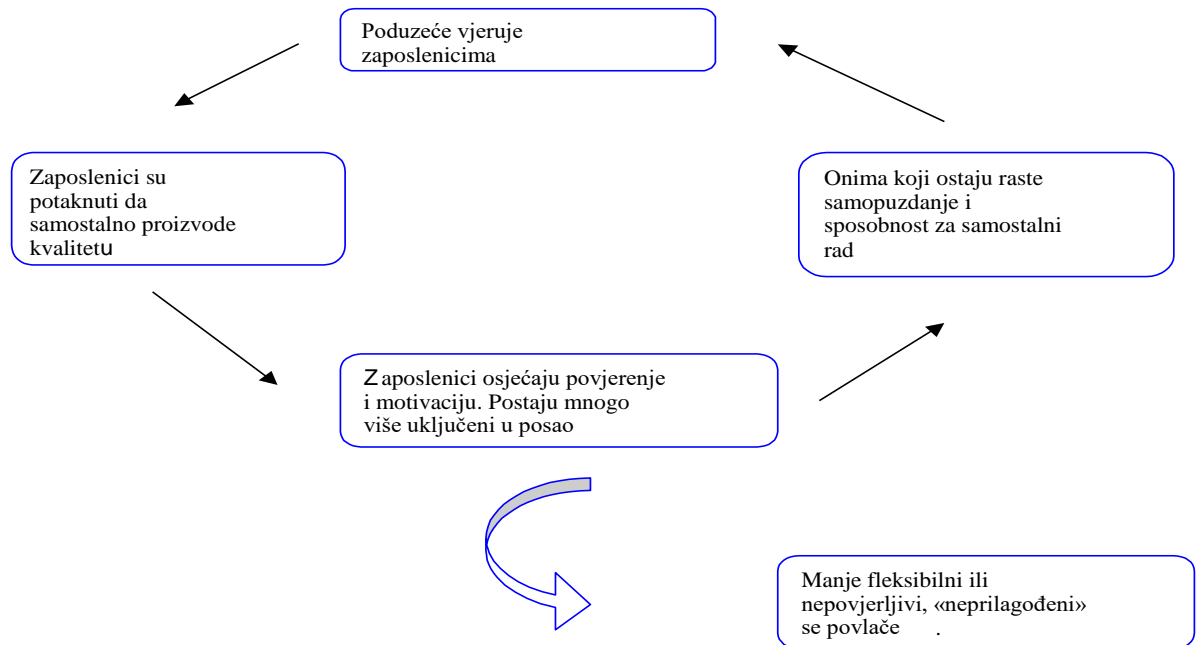 Poduzeće vjeruje
zaposlenicima
Zaposlenici su
potaknuti da
samostalno proizvode
kvalitetu
Onima koji ostaju raste
samopuzdanje i
sposobnost za samostalni
rad
Zaposlenici osjećaju povjerenje
i motivaciju. Postaju mnogo
više uključeni u posao
Manje fleksibilni ili
nepovjerljivi, «neprilagođeni»
se povlače .